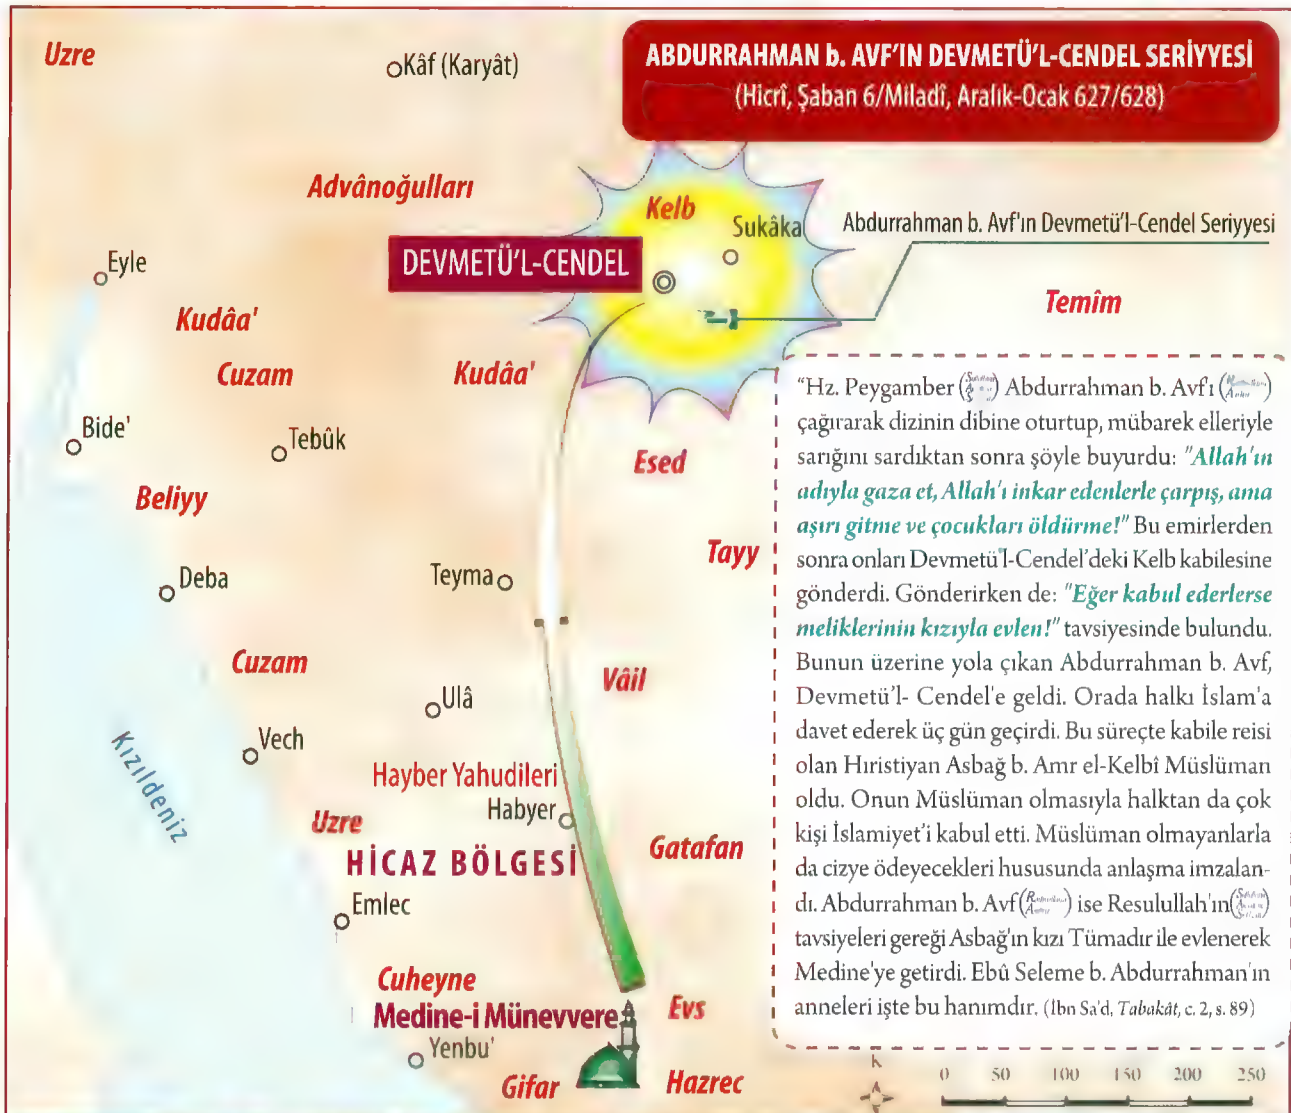 ABDURRAHMAN b. AVF'IN DEVMETÜ'L-CENDEL SERİYYESİ
(Hicrî, Şaban 6/Miladî, Aralık-Ocak 627/628)
Uzre
Kâf (Karyât)
Advânoğulları
Kelb
Sukâka
Abdurrahman b. Avf'ın Devmetü'l-Cendel Seriyyesi
DEVMETÜ'L-CENDEL
Eyle
Temîm
Kudâa'
Cuzam
Kudâa'
Bide'
Tebûk
Esed
Beliyy
Tayy
Deba
Teyma
Cuzam
Vâil
Ulâ
Vech
Kızıldeniz
Hayber Yahudileri
Habyer
Uzre
Gatafan
HİCAZ BÖLGESİ
Emlec
Cuheyne
Medine-i Münevvere
Evs
Yenbu'
Gifar
Hazrec
"Hz. Peygamber Abdurrahman b. Avf'ı
çağırarak dizinin dibine oturtup, mübarek elleriyle
sarığını sardıktan sonra şöyle buyurdu: "Allah'ın
adıyla gaza et, Allah'ı inkar edenlerle çarpış, ama
aşırı gitme ve çocukları öldürme!" Bu emirlerden
sonra onları Devmetü'l-Cendel'deki Kelb kabilesine
gönderdi. Gönderirken de: "Eğer kabul ederlerse
meliklerinin kızıyla evlen!" tavsiyesinde bulundu.
Bunun üzerine yola çıkan Abdurrahman b. Avf,
Devmetü'l- Cendel'e geldi. Orada halkı İslam'a
davet ederek üç gün geçirdi. Bu süreçte kabile reisi
olan Hıristiyan Asbağ b. Amr el-Kelbî Müslüman
oldu. Onun Müslüman olmasıyla halktan da çok
kişi İslamiyet'i kabul etti. Müslüman olmayanlarla
da cizye ödeyecekleri hususunda anlaşma imzalan-
dı. Abdurrahman b. Avf ise Resulullah'ın
tavsiyeleri gereği Asbağ'ın kızı Tümadır ile evlenerek
Medine'ye getirdi. Ebû Seleme b. Abdurrahman'ın
anneleri işte bu hanımdır. (İbn Sa'd, Tabakât, c. 2, s. 89)
K
0 50 100 150 200 250